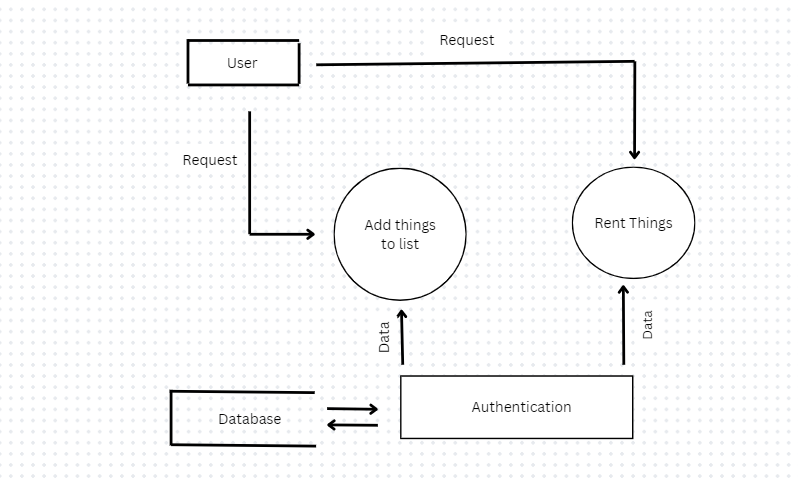 Request
User
Request
Add things
to list
Rent Things
Data
Data
Authentication
Database